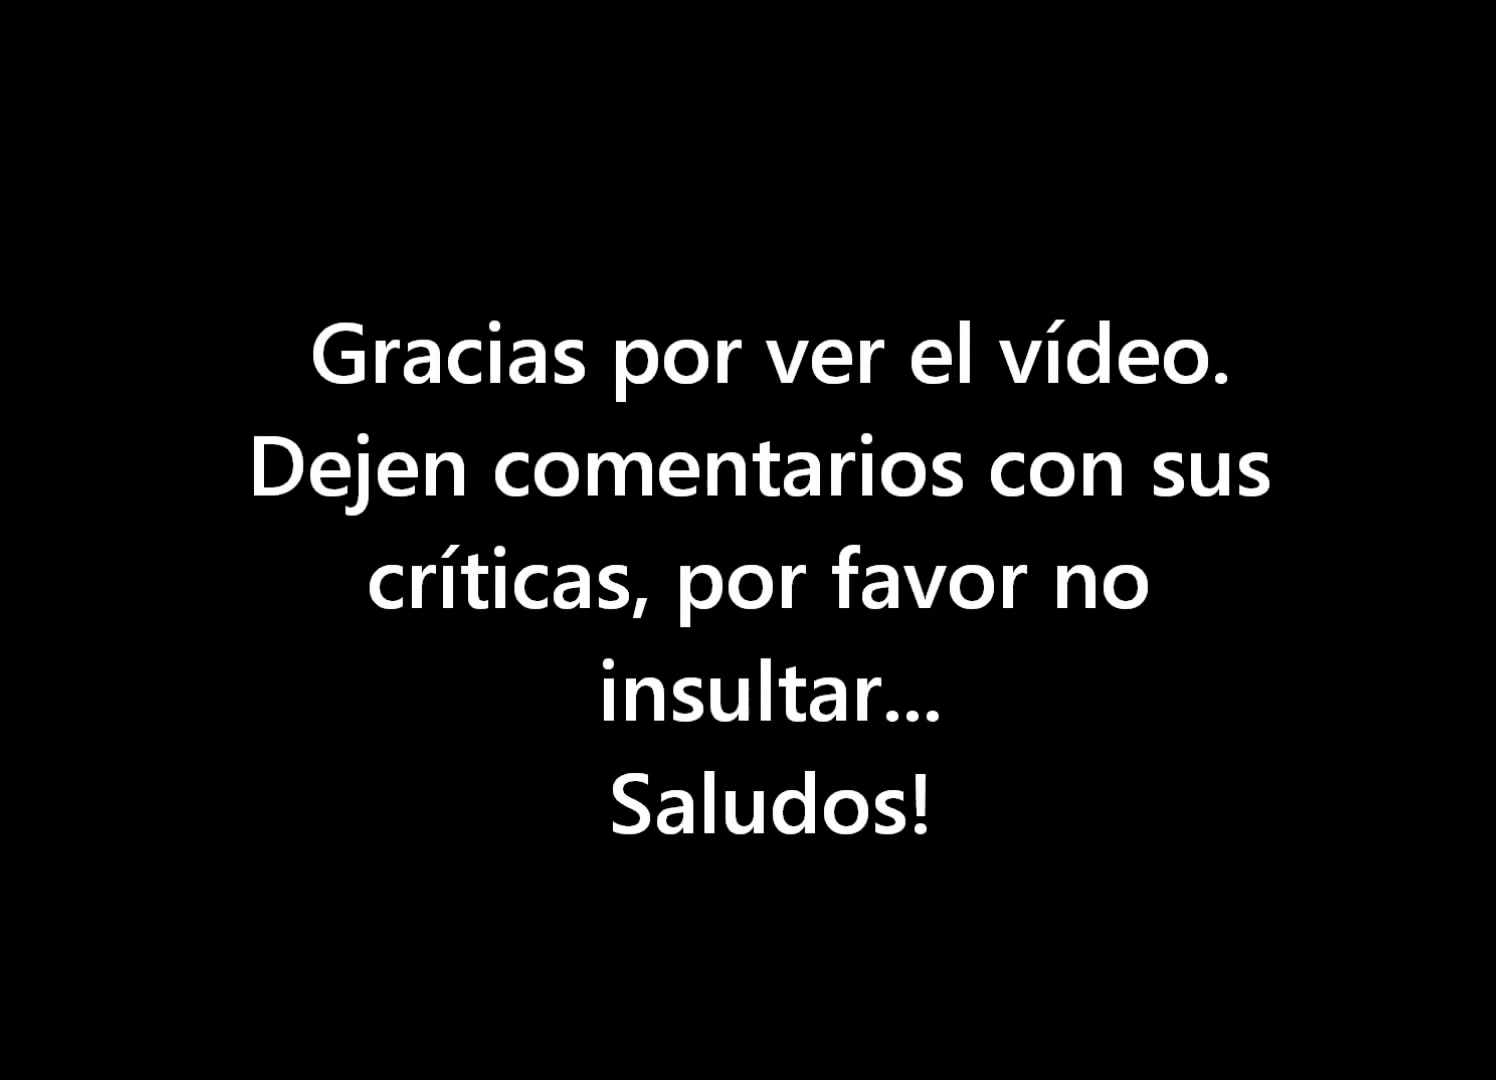 Gracias por ver el vídeo.
Dejen comentarios con sus
críticas, por favor no
insultar...
Saludos!